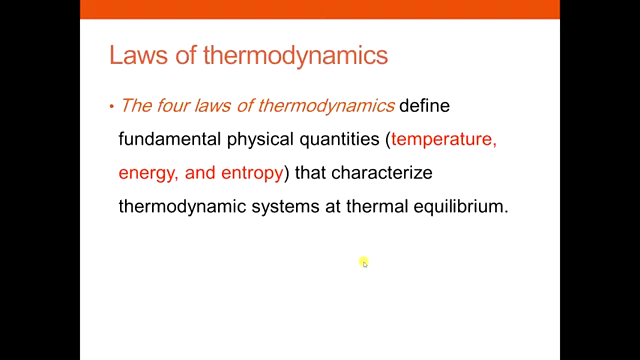 Laws of thermodynamics
• The four laws of thermodynamics define
fundamental physical quantities (temperature,
energy, and entropy) that characterize
thermodynamic systems at thermal equilibrium.